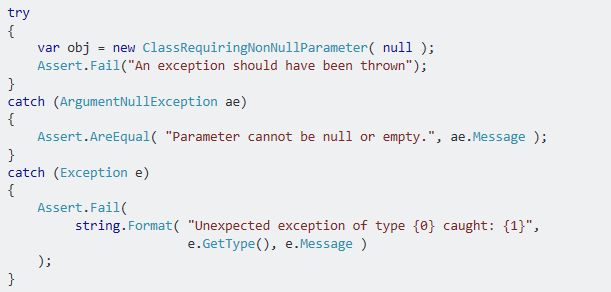 try
{
    var obj = new ClassRequiringNonNullParameter( null );
    Assert.Fail("An exception should have been thrown");
}
catch (ArgumentNullException ae)
{
    Assert.AreEqual( "Parameter cannot be null or empty.", ae.Message );
}
catch (Exception e)
{
    Assert.Fail(
         string.Format( "Unexpected exception of type {0} caught: {1}",
                        e.GetType(), e.Message )
    );
}